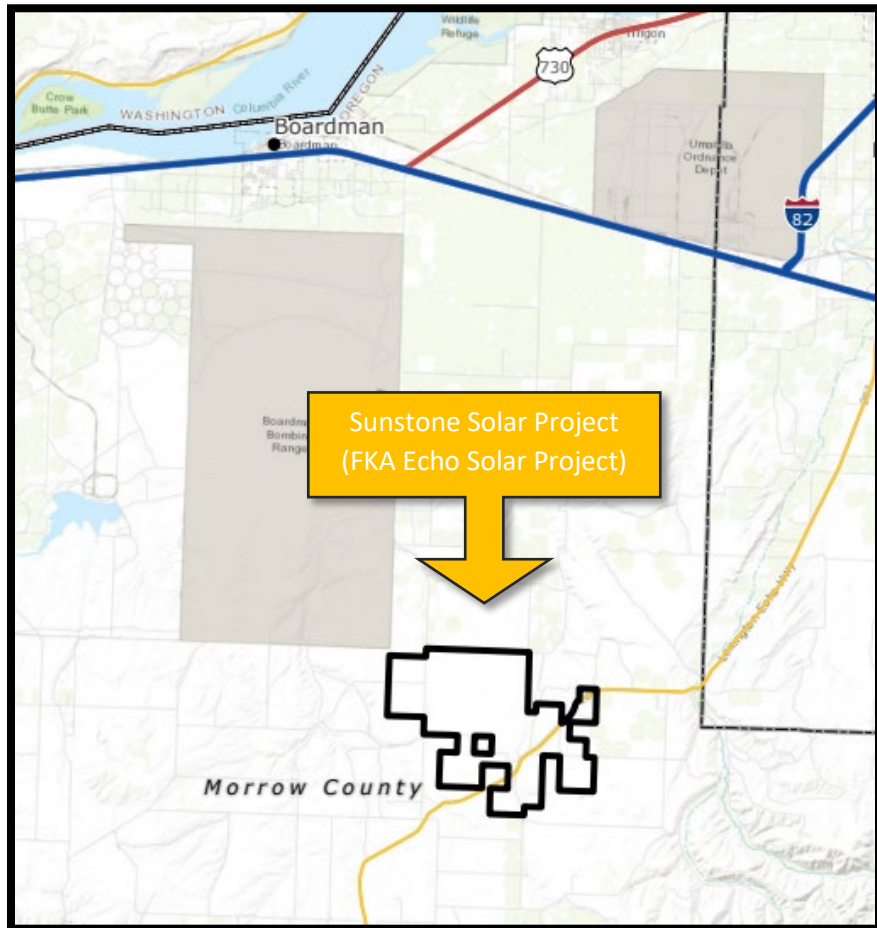 Wildlife
Refuge
Irrigon
730
Crow
Butte Park
WASHINGTON
Columbia River
OREGON
Boardman
Boardman
Umatilla
Ordnance
Depot
82
Sunstone Solar Project
(FKA Echo Solar Project)
Boardman
Bombing
Range
207
Lexington-Echo Hwy
Morrow County